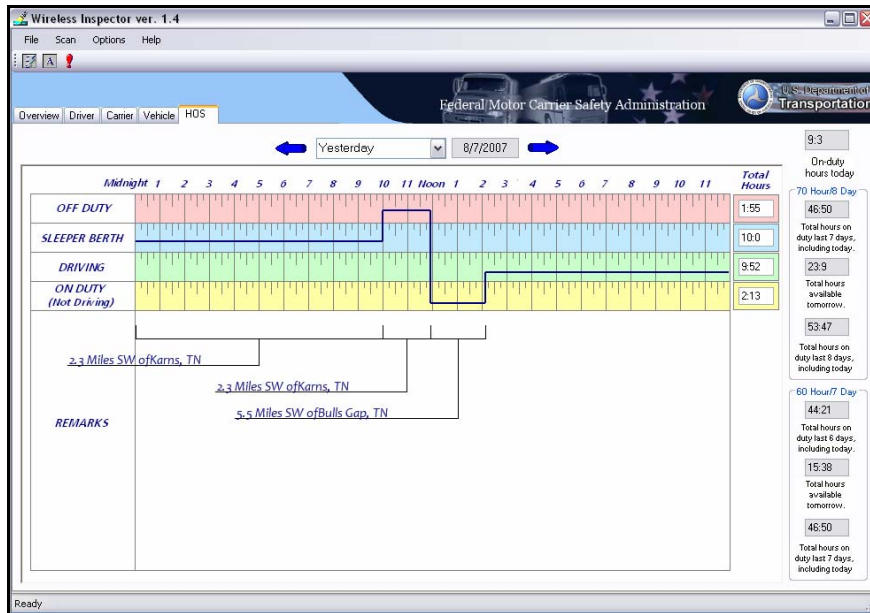 Wireless Inspector ver. 1.4
File Scan Options Help
A
Federal Motor Carrier Safety Administration
U.S. Department of
Transportation
Overview Driver Carrier Vehicle HOS
Yesterday 8/7/2007
Midnight 1 2 3 4 5 6 7 8 9 10 11 Noon 1 2 3 4 5 6 7 8 9 10 11 Total
Hours
OFF DUTY 1:55
SLEEPER BERTH 10:0
DRIVING 9:52
ON DUTY
(Not Driving) 2:13
2.3 Miles SW ofKarns, TN
2.3 Miles SW ofKarns, TN
5.5 Miles SW ofBulls Gap, TN
REMARKS
9:3
On-duty
hours today
70 Hour/8 Day
46:50
Total hours on
duty last 7 days,
including today.
23:9
Total hours
available
tomorrow.
53:47
Total hours on
duty last 8 days,
including today
60 Hour/7 Day
44:21
Total hours on
duty last 6 days,
including today.
15:38
Total hours
available
tomorrow.
46:50
Total hours on
duty last 7 days,
including today
Ready